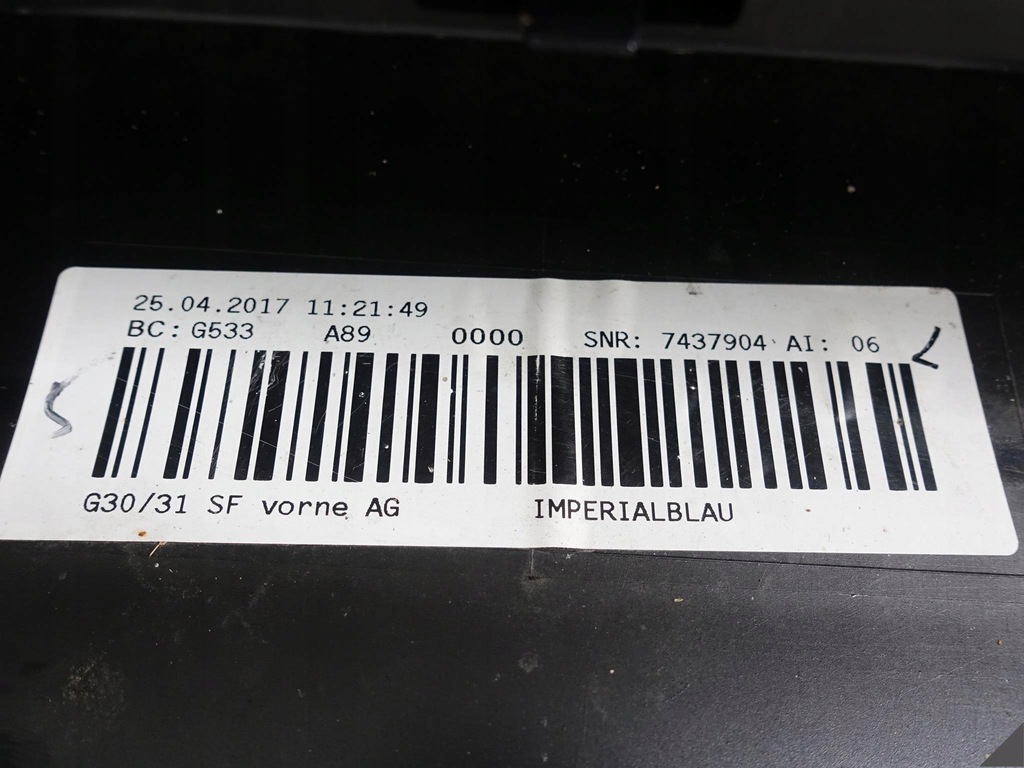 25.04.2017 11:21:49
BC: G533 A89 0000 SNR: 7437904 AI: 06
G30/31 SF vorne AG IMPERIALBLAU